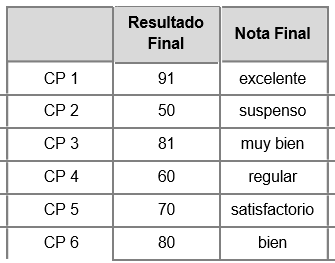 Resultado Final Nota Final
CP 1 91 excelente
CP 2 50 suspenso
CP 3 81 muy bien
CP 4 60 regular
CP 5 70 satisfactorio
CP 6 80 bien